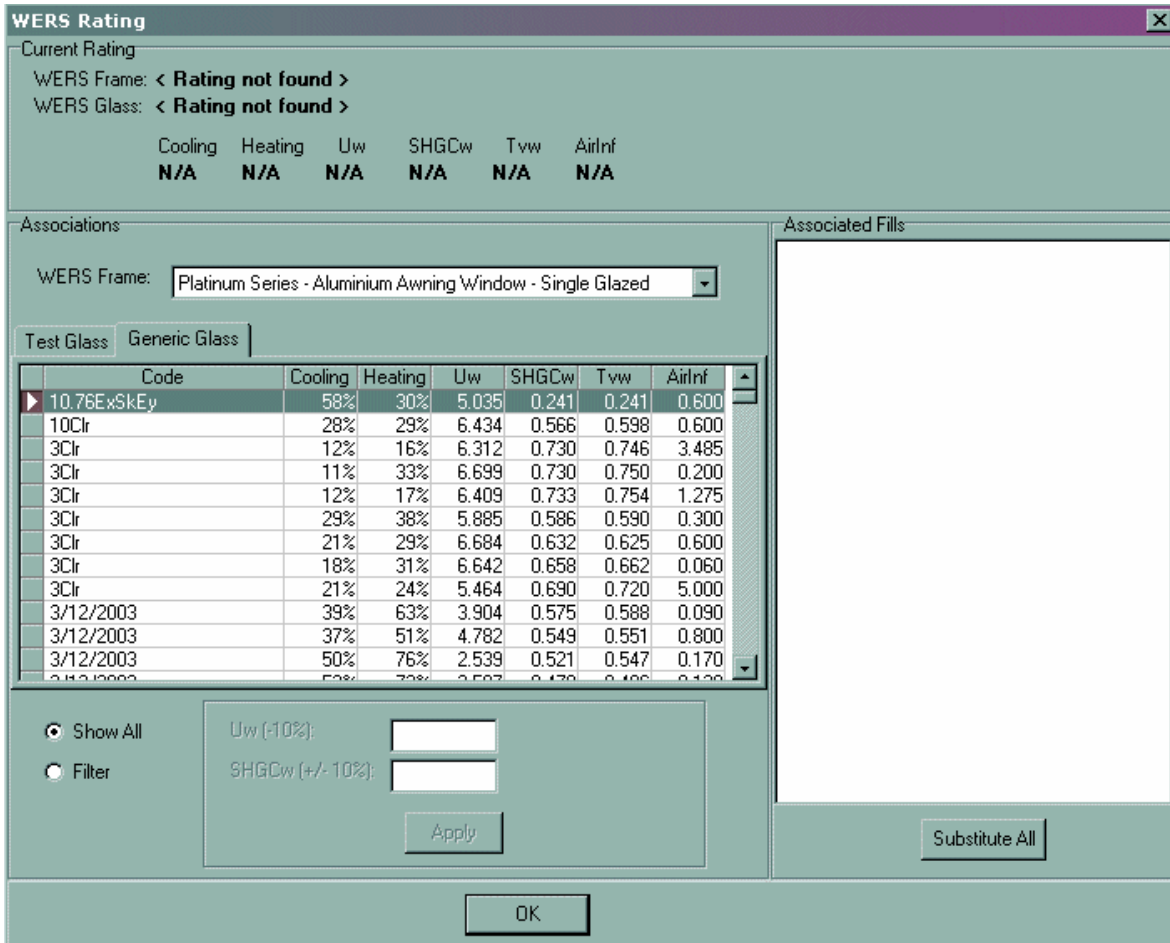 WERS Rating
Current Rating
WERS Frame: < Rating not found >
WERS Glass: < Rating not found >
Cooling Heating Uw SHGCw Tvw AirInf
N/A N/A N/A N/A N/A N/A
Associations
WERS Frame: Platinum Series - Aluminium Awning Window - Single Glazed
Test Glass Generic Glass
Code Cooling Heating Uw SHGCw Tvw AirInf
10.76ExSkEy 58% 30% 5.035 0.241 0.241 0.600
10Clr 28% 29% 6.434 0.566 0.598 0.600
3Clr 12% 16% 6.312 0.730 0.746 3.485
3Clr 11% 33% 6.699 0.730 0.750 0.200
3Clr 12% 17% 6.409 0.733 0.754 1.275
3Clr 29% 38% 5.885 0.586 0.590 0.300
3Clr 21% 29% 6.684 0.632 0.625 0.600
3Clr 18% 31% 6.642 0.658 0.662 0.060
3Clr 21% 24% 5.464 0.690 0.720 5.000
3/12/2003 39% 63% 3.904 0.575 0.588 0.090
3/12/2003 37% 51% 4.782 0.549 0.551 0.800
3/12/2003 50% 76% 2.539 0.521 0.547 0.170
Show All
Filter
Uw (-10%):
SHGCw (+/- 10%):
Apply
Associated Fills
Substitute All
OK